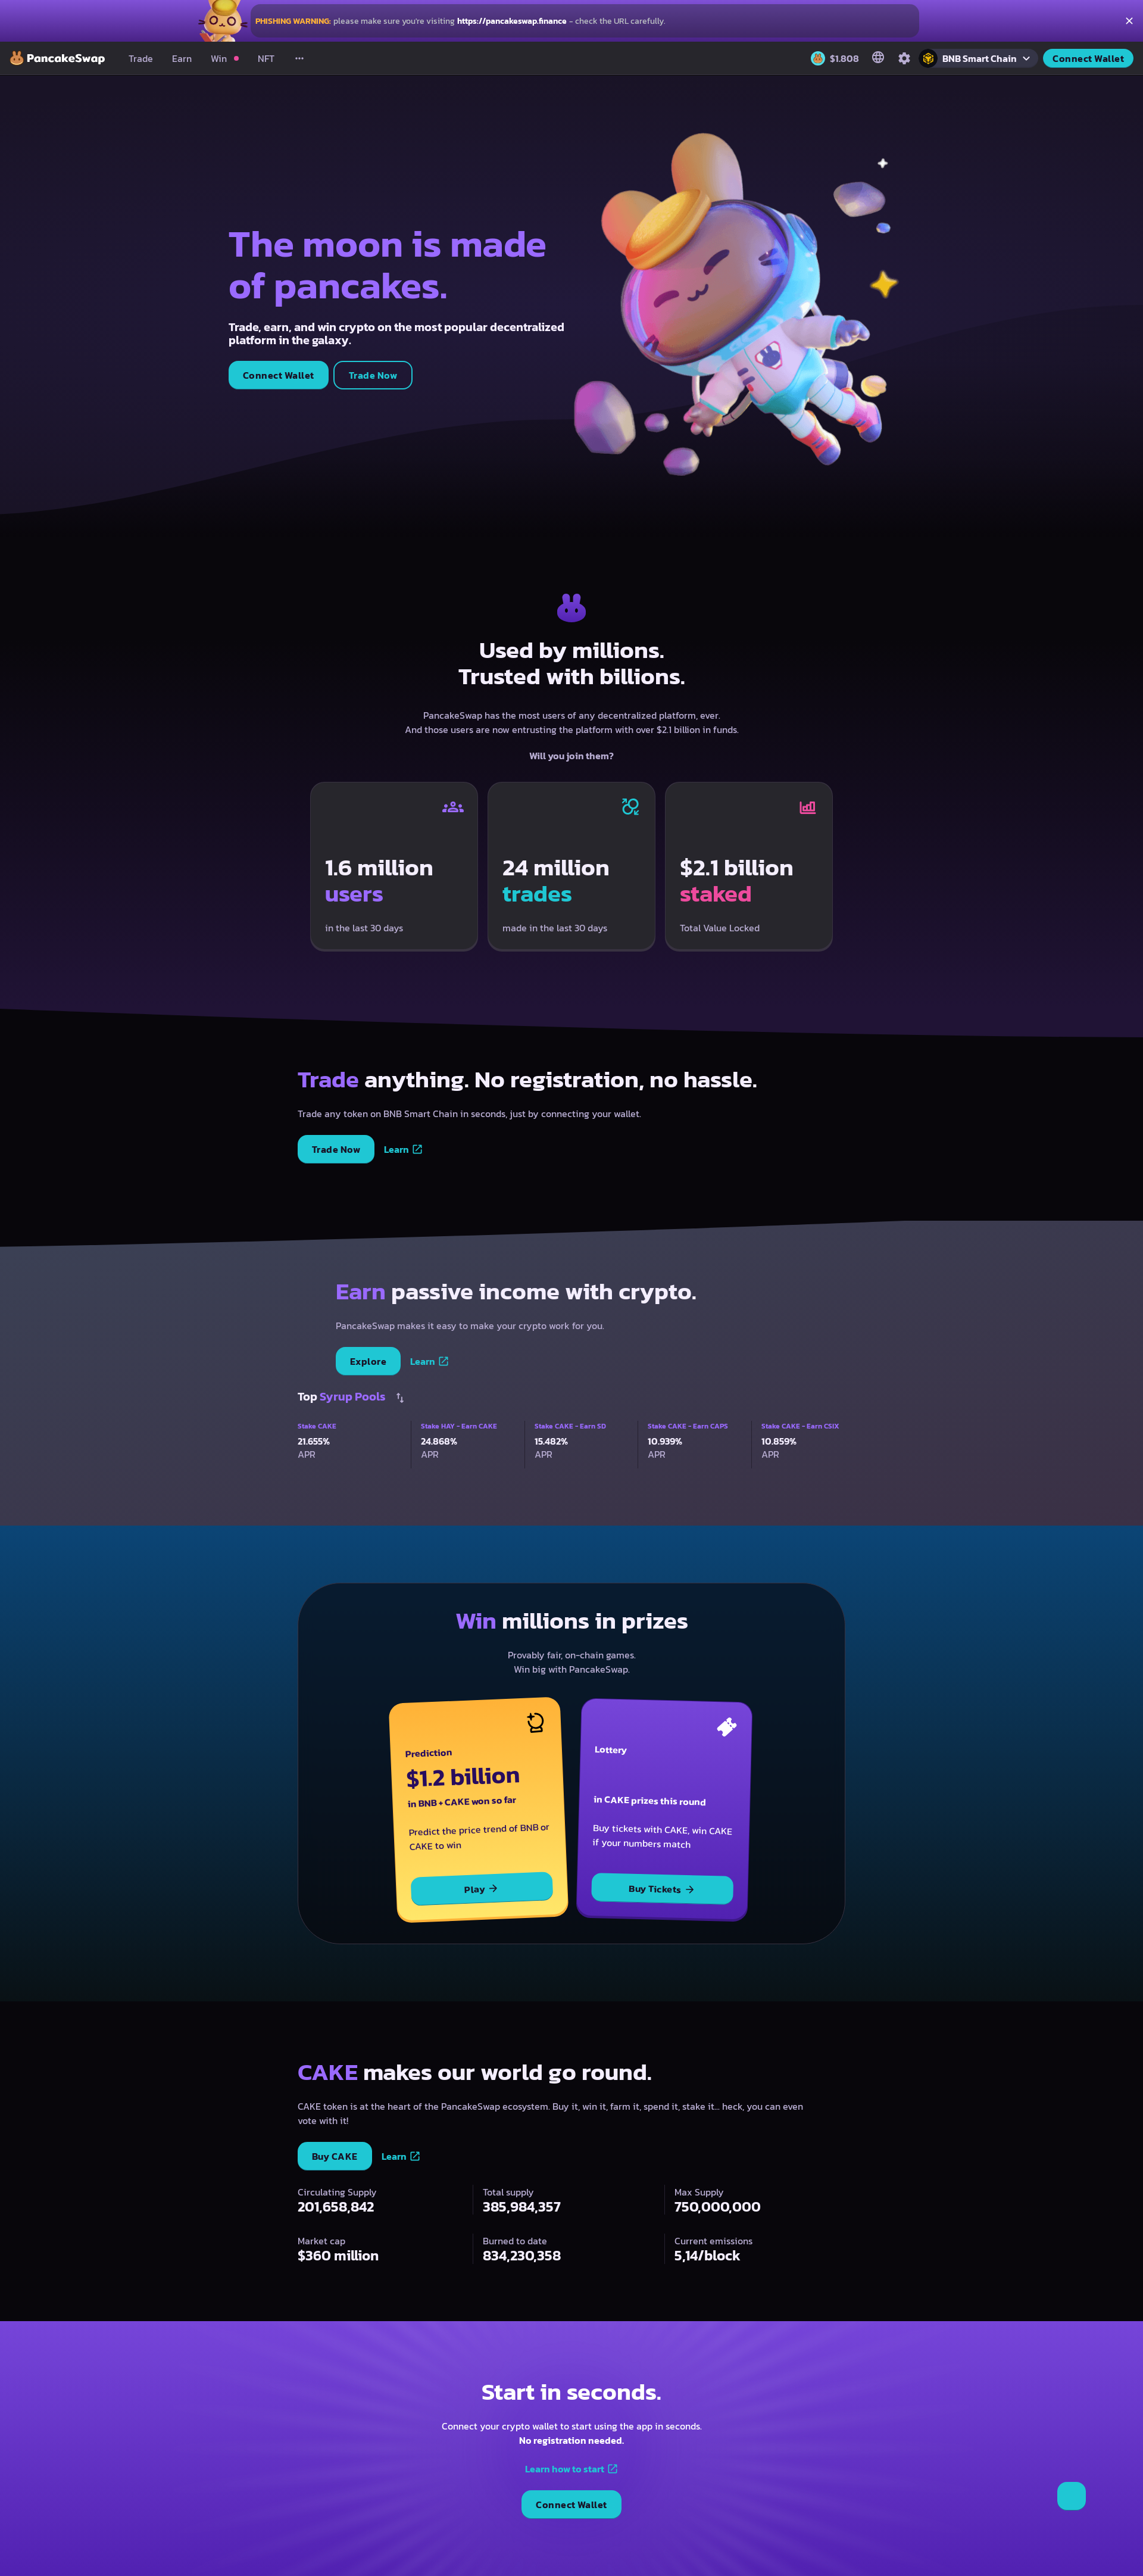 PHISHING WARNING: please make sure you're visiting https://pancakeswap.finance - check the URL carefully.
PancakeSwap
Trade
Earn
Win
NFT
$1.808
BNB Smart Chain
Connect Wallet
The moon is made
of pancakes.
Trade, earn, and win crypto on the most popular decentralized
platform in the galaxy.
Connect Wallet
Trade Now
Used by millions.
Trusted with billions.
PancakeSwap has the most users of any decentralized platform, ever.
And those users are now entrusting the platform with over $2.1 billion in funds.
Will you join them?
1.6 million
users
in the last 30 days
24 million
trades
made in the last 30 days
$2.1 billion
staked
Total Value Locked
Trade anything. No registration, no hassle.
Trade any token on BNB Smart Chain in seconds, just by connecting your wallet.
Trade Now
Learn
Earn passive income with crypto.
PancakeSwap makes it easy to make your crypto work for you.
Explore
Learn
Top Syrup Pools
Stake CAKE
21.655%
APR
Stake HAY - Earn CAKE
24.868%
APR
Stake CAKE - Earn SD
15.482%
APR
Stake CAKE - Earn CAPS
10.939%
APR
Stake CAKE - Earn CSIX
10.859%
APR
Win millions in prizes
Provably fair, on-chain games.
Win big with PancakeSwap.
Prediction
$1.2 billion
in BNB + CAKE won so far
Predict the price trend of BNB or
CAKE to win
Play
Lottery
in CAKE prizes this round
Buy tickets with CAKE, win CAKE
if your numbers match
Buy Tickets
CAKE makes our world go round.
CAKE token is at the heart of the PancakeSwap ecosystem. Buy it, win it, farm it, spend it, stake it... heck, you can even
vote with it!
Buy CAKE
Learn
Circulating Supply
201,658,842
Total supply
385,984,357
Max Supply
750,000,000
Market cap
$360 million
Burned to date
834,230,358
Current emissions
5,14/block
Start in seconds.
Connect your crypto wallet to start using the app in seconds.
No registration needed.
Learn how to start
Connect Wallet